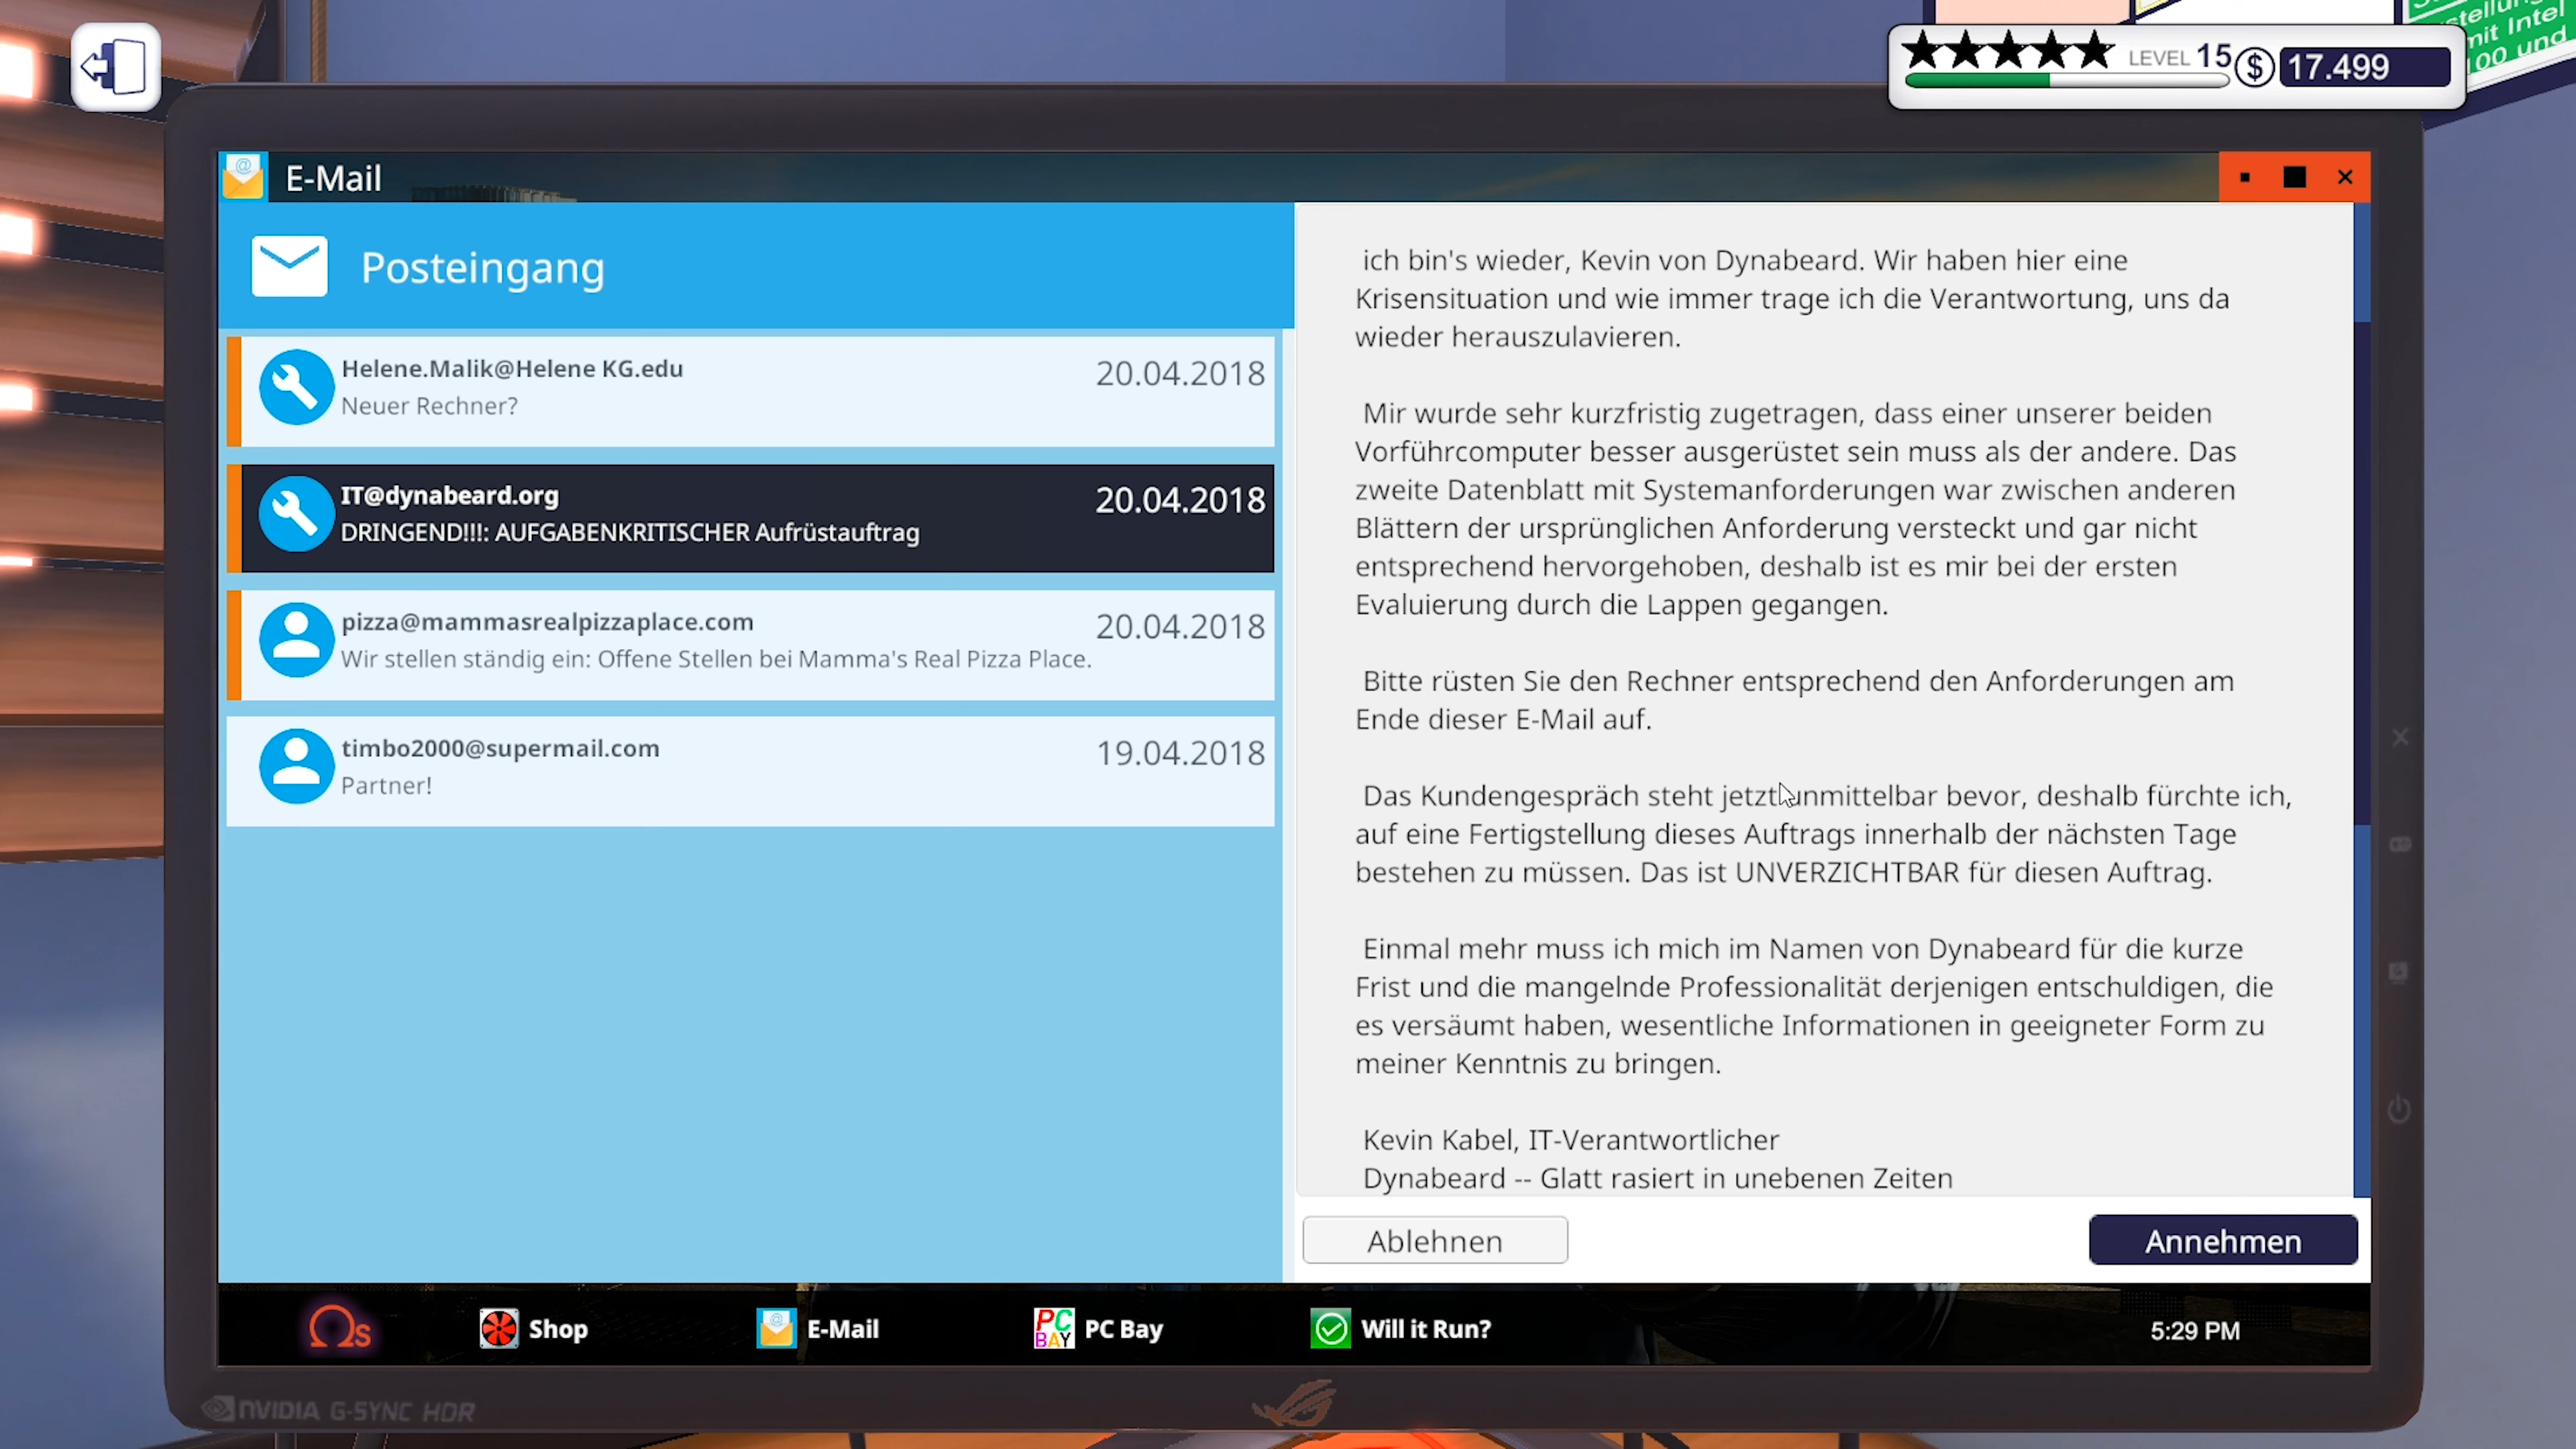 LEVEL 15
17.499
mit Intel
E-Mail
Posteingang
Helene.Malik@Helene KG.edu
20.04.2018
Neuer Rechner?
IT@dynabeard.org
20.04.2018
DRINGEND!!!: AUFGABENKRITISCHER Aufrüstauftrag
pizza@mammasrealpizzaplace.com
20.04.2018
Wir stellen ständig ein: Offene Stellen bei Mamma's Real Pizza Place.
timbo2000@supermail.com
19.04.2018
Partner!
ich bin's wieder, Kevin von Dynabeard. Wir haben hier eine
Krisensituation und wie immer trage ich die Verantwortung, uns da
wieder herauszulavieren.
Mir wurde sehr kurzfristig zugetragen, dass einer unserer beiden
Vorführcomputer besser ausgerüstet sein muss als der andere. Das
zweite Datenblatt mit Systemanforderungen war zwischen anderen
Blättern der ursprünglichen Anforderung versteckt und gar nicht
entsprechend hervorgehoben, deshalb ist es mir bei der ersten
Evaluierung durch die Lappen gegangen.
Bitte rüsten Sie den Rechner entsprechend den Anforderungen am
Ende dieser E-Mail auf.
Das Kundengespräch steht jetzt unmittelbar bevor, deshalb fürchte ich,
auf eine Fertigstellung dieses Auftrags innerhalb der nächsten Tage
bestehen zu müssen. Das ist UNVERZICHTBAR für diesen Auftrag.
Einmal mehr muss ich mich im Namen von Dynabeard für die kurze
Frist und die mangelnde Professionalität derjenigen entschuldigen, die
es versäumt haben, wesentliche Informationen in geeigneter Form zu
meiner Kenntnis zu bringen.
Kevin Kabel, IT-Verantwortlicher
Dynabeard -- Glatt rasiert in unebenen Zeiten
Ablehnen
Annehmen
Ωs
Shop
E-Mail
PC BAY
PC Bay
Will it Run?
5:29 PM
NVIDIA G-SYNC HDR